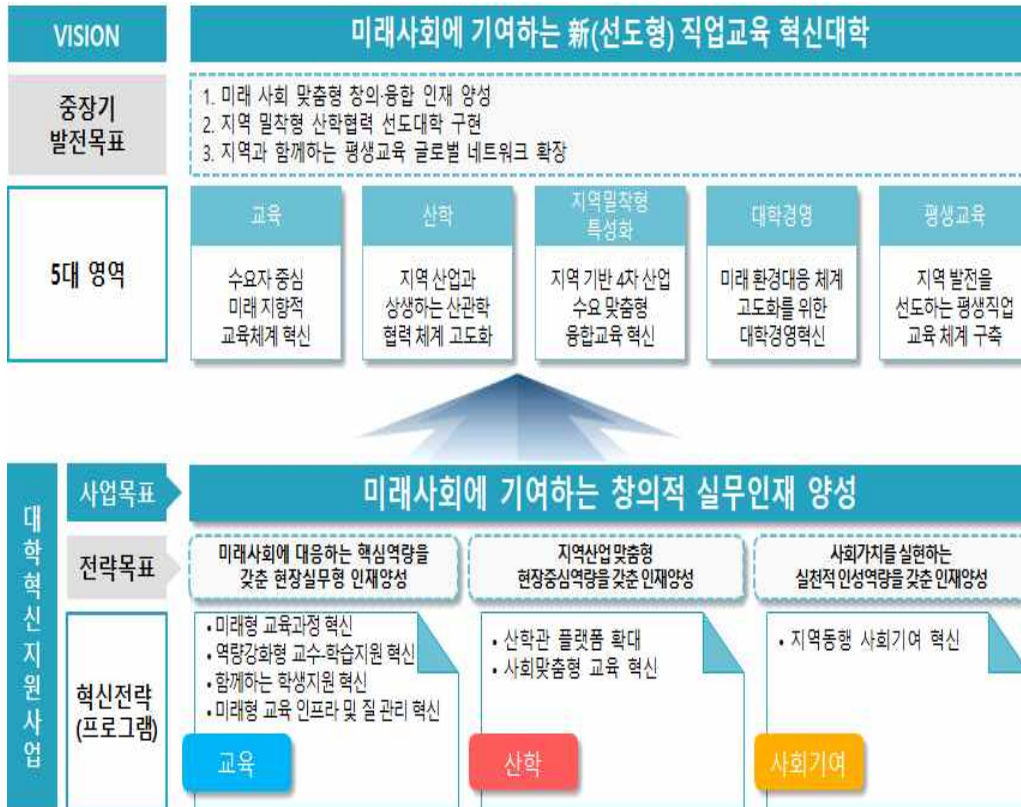 VISION
미래사회에 기여하는 新(선도형) 직업교육 혁신대학
중장기
발전목표
1. 미래 사회 맞춤형 창의·융합 인재 양성
2. 지역 밀착형 산학협력 선도대학 구현
3. 지역과 함께하는 평생교육 글로벌 네트워크 확장
5대 영역
교육
수요자 중심
미래 지향적
교육체계 혁신
산학
지역 산업과
상생하는 산관학
협력 체계 고도화
지역밀착형
특성화
지역 기반 4차 산업
수요 맞춤형
융합교육 혁신
대학경영
미래 환경대응 체계
고도화를 위한
대학경영혁신
평생교육
지역 발전을
선도하는 평생직업
교육 체계 구축
대학혁신지원사업
사업목표
미래사회에 기여하는 창의적 실무인재 양성
전략목표
미래사회에 대응하는 핵심역량을
갖춘 현장실무형 인재양성
지역산업 맞춤형
현장중심역량을 갖춘 인재양성
사회가치를 실현하는
실천적 인성역량을 갖춘 인재양성
혁신전략
(프로그램)
• 미래형 교육과정 혁신
• 역량강화형 교수-학습지원 혁신
• 함께하는 학생지원 혁신
• 미래형 교육 인프라 및 질 관리 혁신
교육
• 산학관 플랫폼 확대
• 사회맞춤형 교육 혁신
산학
• 지역동행 사회기여 혁신
사회기여